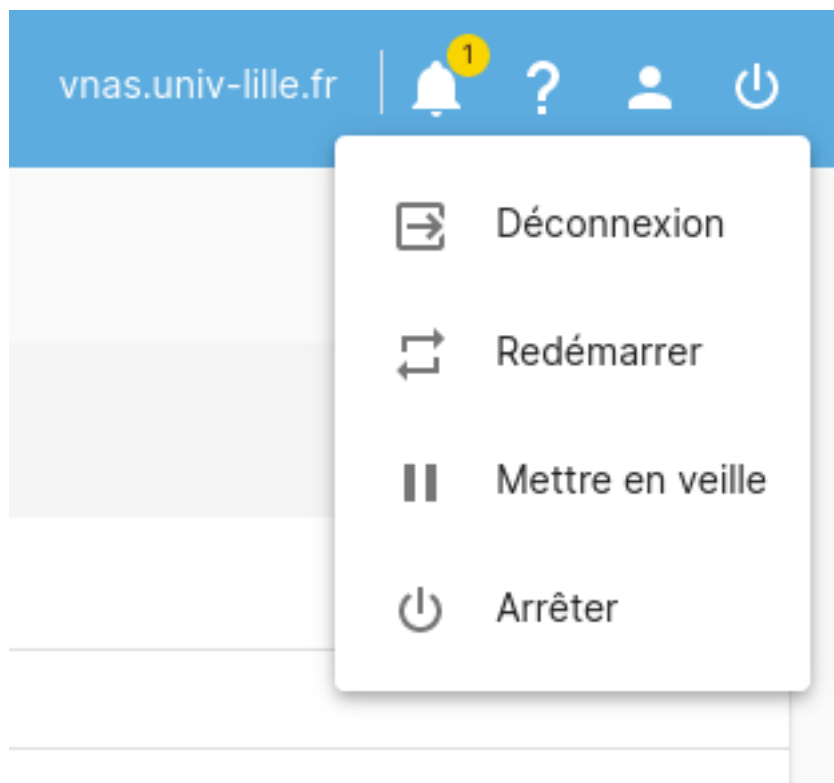 vnas.univ-lille.fr
1
Déconnexion
Redémarrer
Mettre en veille
Arrêter